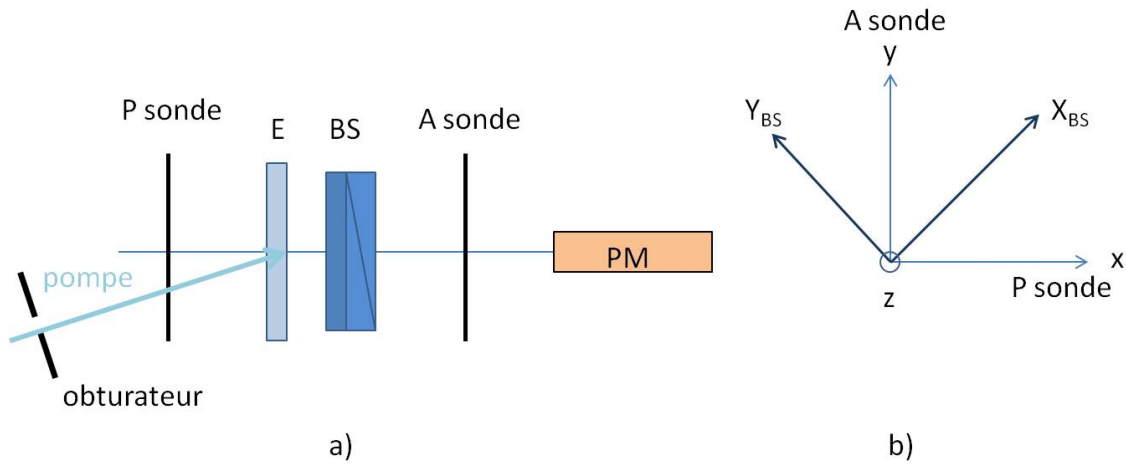 P sonde
E
BS
A sonde
pompe
PM
obturateur
a)
A sonde
y
Y_BS
X_BS
x
P sonde
z
b)